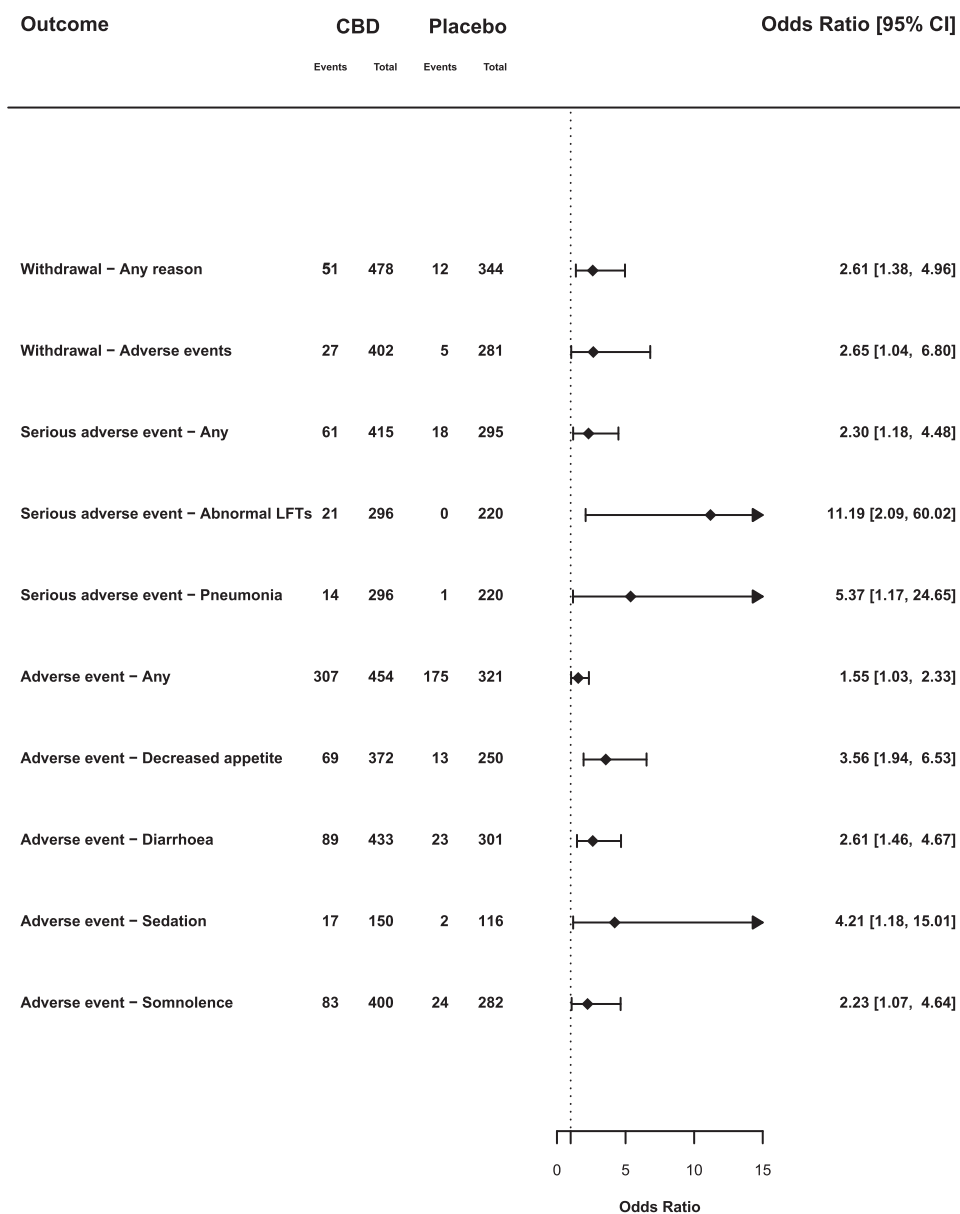 Outcome CBD Placebo Odds Ratio [95% CI]
Events Total Events Total
Withdrawal − Any reason 51 478 12 344 2.61 [1.38, 4.96]
Withdrawal − Adverse events 27 402 5 281 2.65 [1.04, 6.80]
Serious adverse event − Any 61 415 18 295 2.30 [1.18, 4.48]
Serious adverse event − Abnormal LFTs 21 296 0 220 11.19 [2.09, 60.02]
Serious adverse event − Pneumonia 14 296 1 220 5.37 [1.17, 24.65]
Adverse event − Any 307 454 175 321 1.55 [1.03, 2.33]
Adverse event − Decreased appetite 69 372 13 250 3.56 [1.94, 6.53]
Adverse event − Diarrhoea 89 433 23 301 2.61 [1.46, 4.67]
Adverse event − Sedation 17 150 2 116 4.21 [1.18, 15.01]
Adverse event − Somnolence 83 400 24 282 2.23 [1.07, 4.64]
0 5 10 15
Odds Ratio